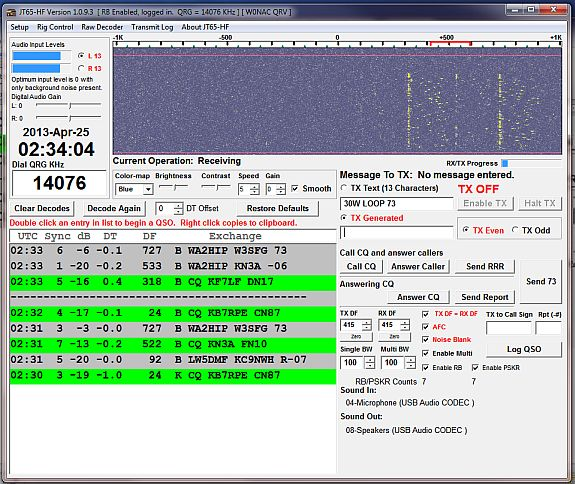 JT65-HF Version 1.0.9.3 [ RB Enabled, logged in. QRG = 14076 KHz ] [ W0NAC QRV ]
Setup Rig Control Raw Decoder Transmit Log About JT65-HF
Audio Input Levels
L 13
R 13
Optimum input level is 0 with
only background noise present.
Digital Audio Gain
L: 0
R: 0
2013-Apr-25
02:34:04
Dial QRG KHz
14076
-1K 0 +1K
Current Operation: Receiving
RX/TX Progress
Color-map Brightness Contrast Speed Gain
Blue 5 0 Smooth
Clear Decodes Decode Again 0 DT Offset Restore Defaults
Double click an entry in list to begin a QSO. Right click copies to clipboard.
UTC Sync dB DT DF Exchange
02:33 6 -6 -0.1 727 B WA2HIP W3SFG 73
02:33 1 -20 -0.2 533 B WA2HIP KN3A -06
02:33 5 -16 0.4 318 B CQ KF7LF DN17
--------------------------------------------
02:32 4 -17 -0.1 24 B CQ KB7RPE CN87
02:31 3 -3 -0.0 727 B WA2HIP W3SFG 73
02:31 7 -13 -0.2 522 B CQ KN3A FN10
02:31 5 -20 -0.0 92 B LW5DMF KC9NWH R-07
02:30 3 -19 -1.0 24 K CQ KB7RPE CN87
Message To TX: No message entered.
TX Text (13 Characters) TX OFF
30W LOOP 73 Enable TX Halt TX
TX Generated
TX Even TX Odd
Call CQ and answer callers
Call CQ Answer Caller Send RRR
Send 73
Answering CQ
Answer CQ Send Report
TX DF RX DF TX DF = RX DF TX to Call Sign Rpt (-#)
415 415 AFC
Zero Zero Noise Blank
Single BW Multi BW Enable Multi Log QSO
100 100 Enable RB Enable PSKR
RB/PSKR Counts 7 7
Sound In:
04-Microphone (USB Audio CODEC )
Sound Out:
08-Speakers (USB Audio CODEC )